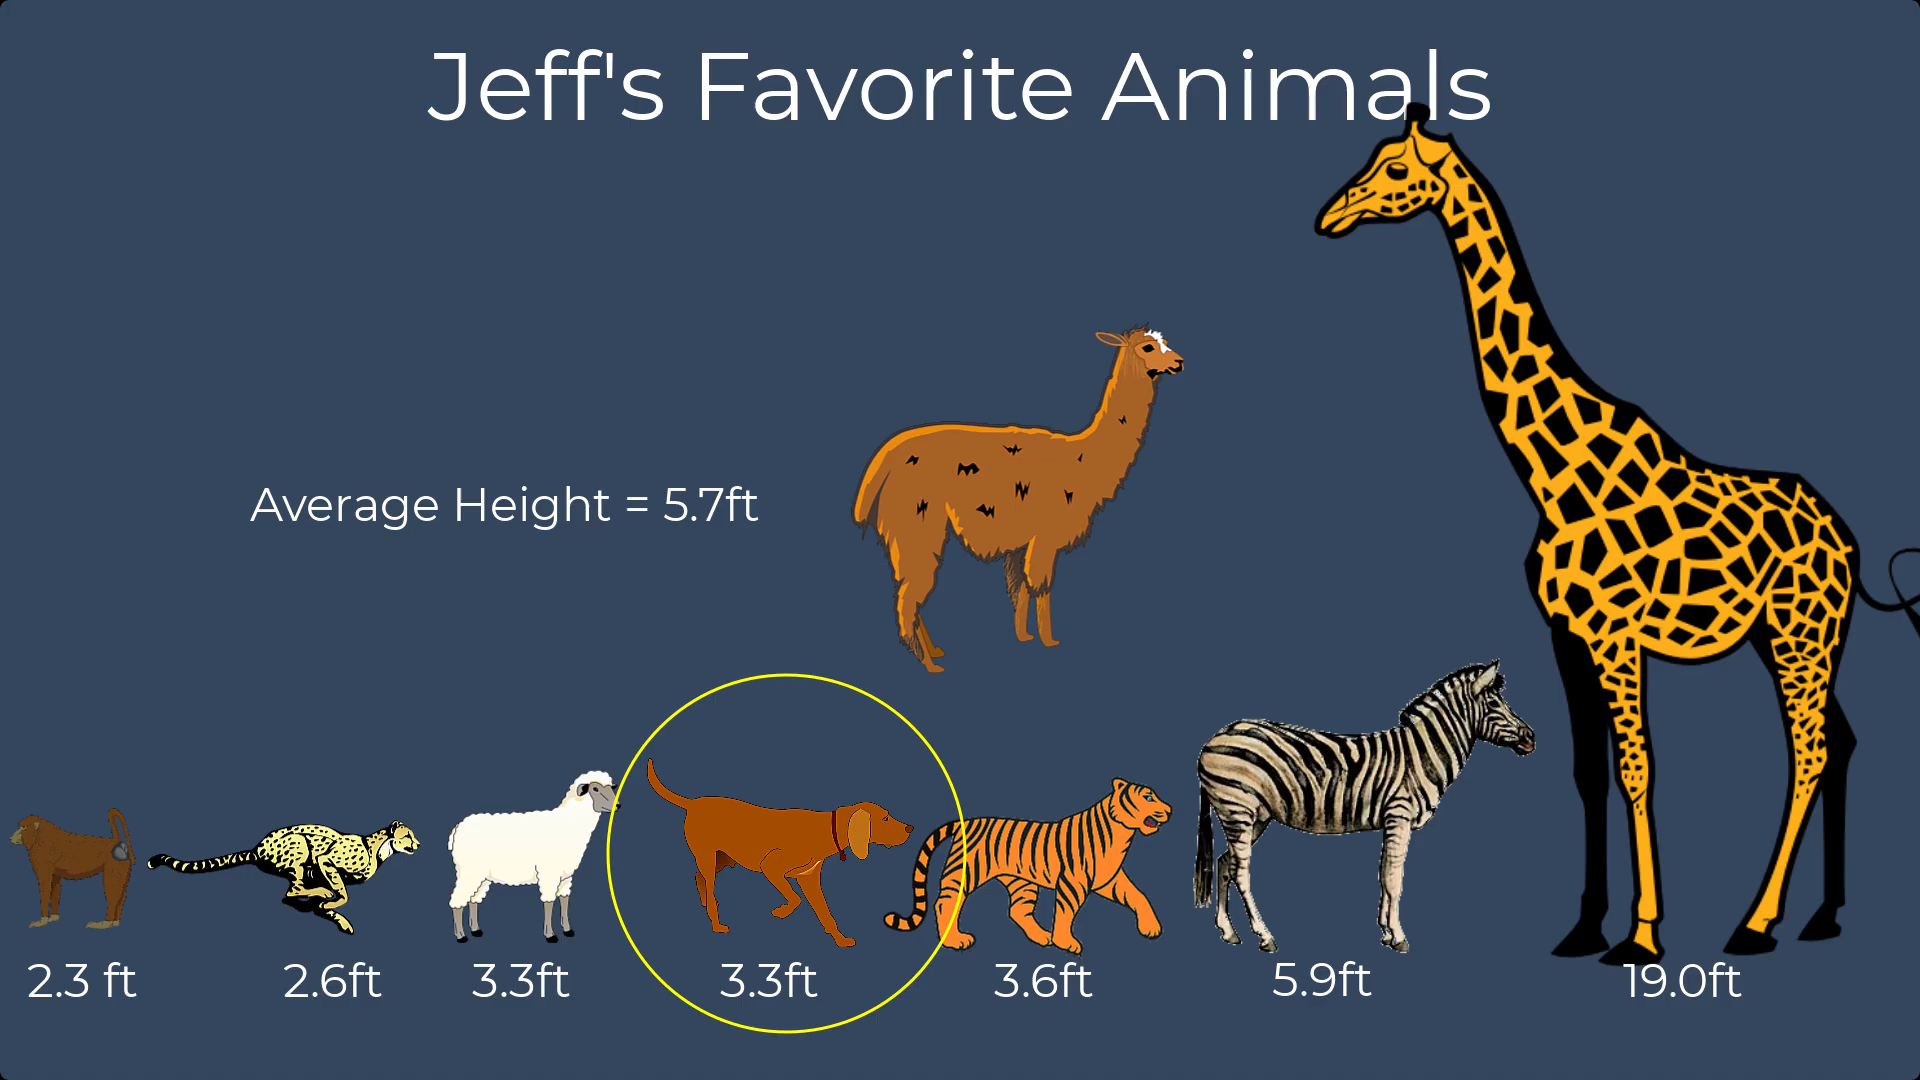 Jeff's Favorite Animals
Average Height = 5.7ft
2.3 ft 2.6ft 3.3ft 3.3ft 3.6ft 5.9ft 19.0ft